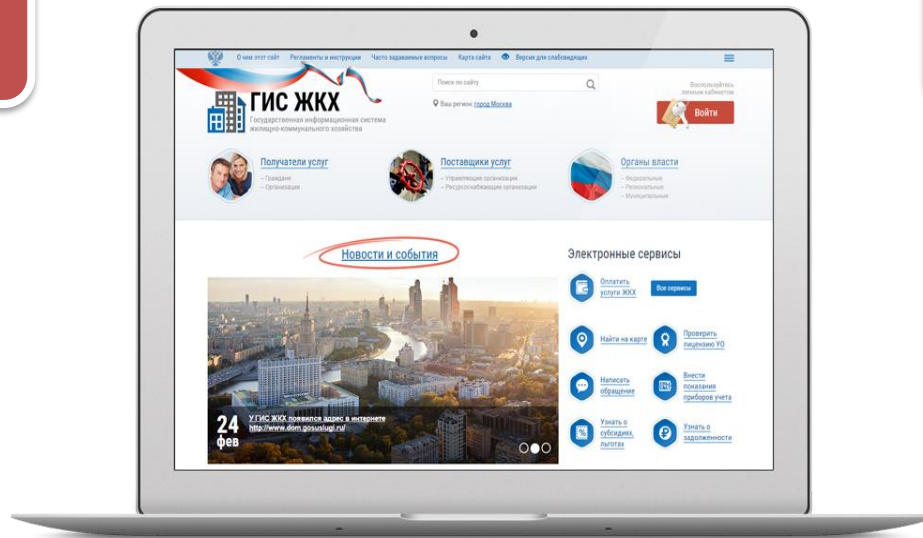 О чем этот сайт Регламенты и инструкции Часто задаваемые вопросы Карта сайта Версия для слабовидящих
Поиск по сайту
Ваш регион: город Москва
Воспользуйтесь
личным кабинетом
Войти
ГИС ЖКХ
Государственная информационная система
жилищно-коммунального хозяйства
Получатели услуг
– Граждане
– Организации
Поставщики услуг
– Управляющие организации
– Ресурсоснабжающие организации
Органы власти
– Федеральные
– Региональные
– Муниципальные
Новости и события
24
фев
У ГИС ЖКХ появился адрес в интернете
http://www.dom.gosuslugi.ru/
Электронные сервисы
Оплатить
услуги ЖКХ
Все сервисы
Найти на карте
Проверить
лицензию УО
Написать
обращение
Внести
показания
приборов учета
Узнать о
субсидиях,
льготах
Узнать о
задолженности